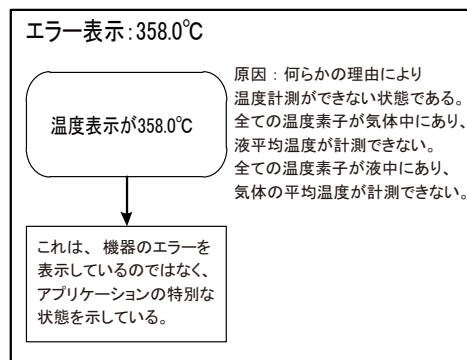 エラー表示：358.0℃
温度表示が358.0℃
原因：何らかの理由により
温度計測ができない状態である。
全ての温度素子が気体中にあり、
液平均温度が計測できない。
全ての温度素子が液中にあり、
気体の平均温度が計測できない。
これは、機器のエラーを
表示しているのではなく、
アプリケーションの特別な
状態を示している。